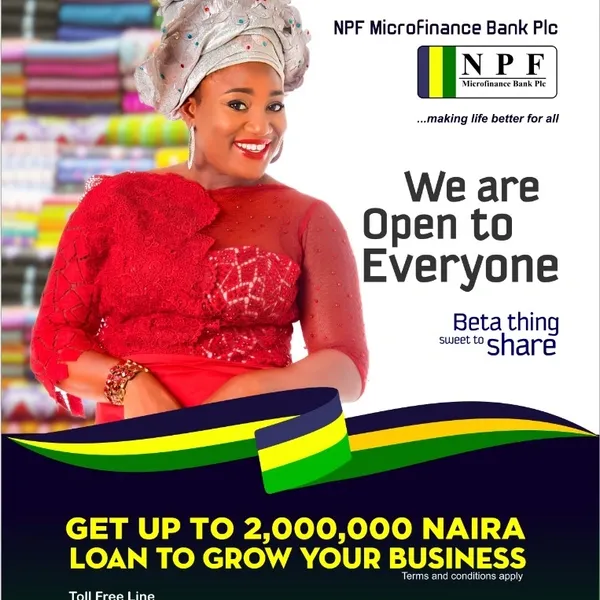 NPF Microfinance Bank Plc
N P F
Microfinance Bank Plc
...making life better for all
We are
Open to
Everyone
Beta thing
sweet to share
GET UP TO 2,000,000 NAIRA
LOAN TO GROW YOUR BUSINESS
Terms and conditions apply
Toll Free Line